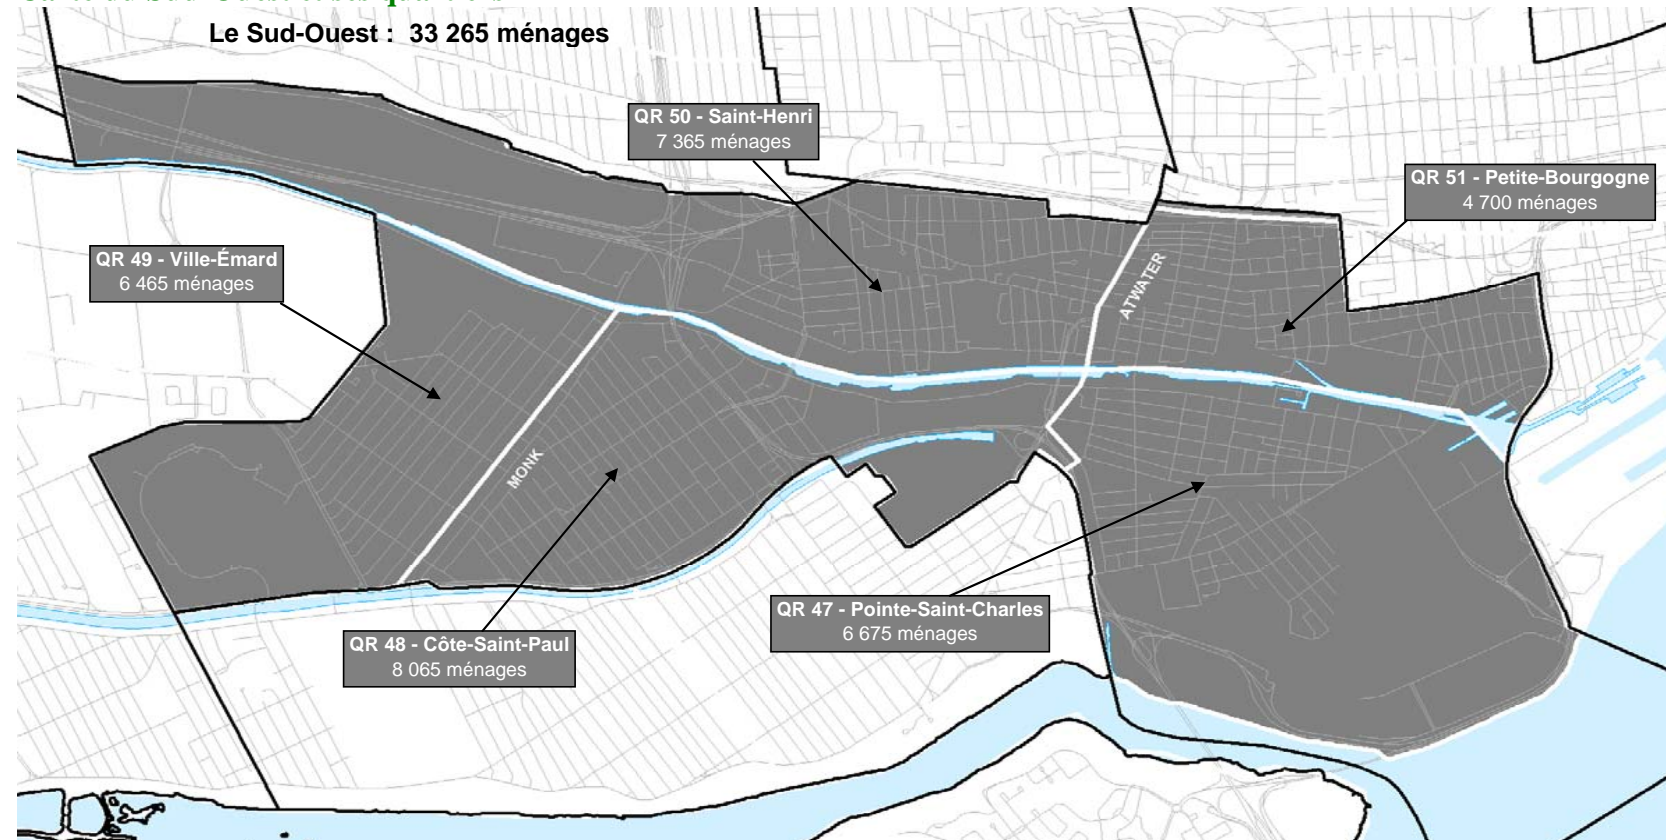 Le Sud-Ouest : 33 265 ménages
QR 50 - Saint-Henri
7 365 ménages
QR 51 - Petite-Bourgogne
4 700 ménages
QR 49 - Ville-Émard
6 465 ménages
ATWATER
MONK
QR 47 - Pointe-Saint-Charles
6 675 ménages
QR 48 - Côte-Saint-Paul
8 065 ménages